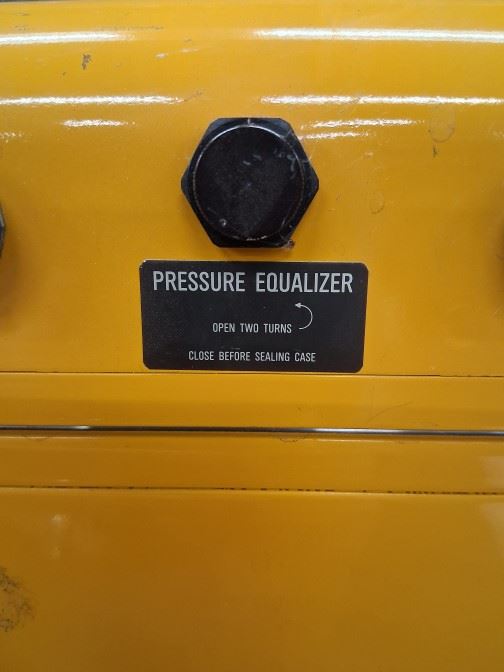 PRESSURE EQUALIZER
OPEN TWO TURNS
CLOSE BEFORE SEALING CASE